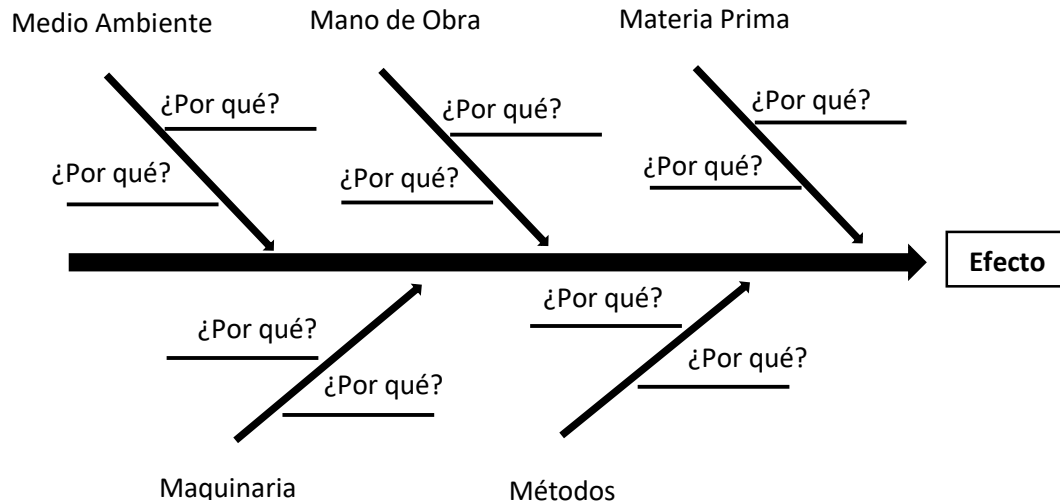 Medio Ambiente
Mano de Obra
Materia Prima
¿Por qué?
¿Por qué?
¿Por qué?
¿Por qué?
¿Por qué?
¿Por qué?
Efecto
¿Por qué?
¿Por qué?
¿Por qué?
¿Por qué?
Maquinaria
Métodos